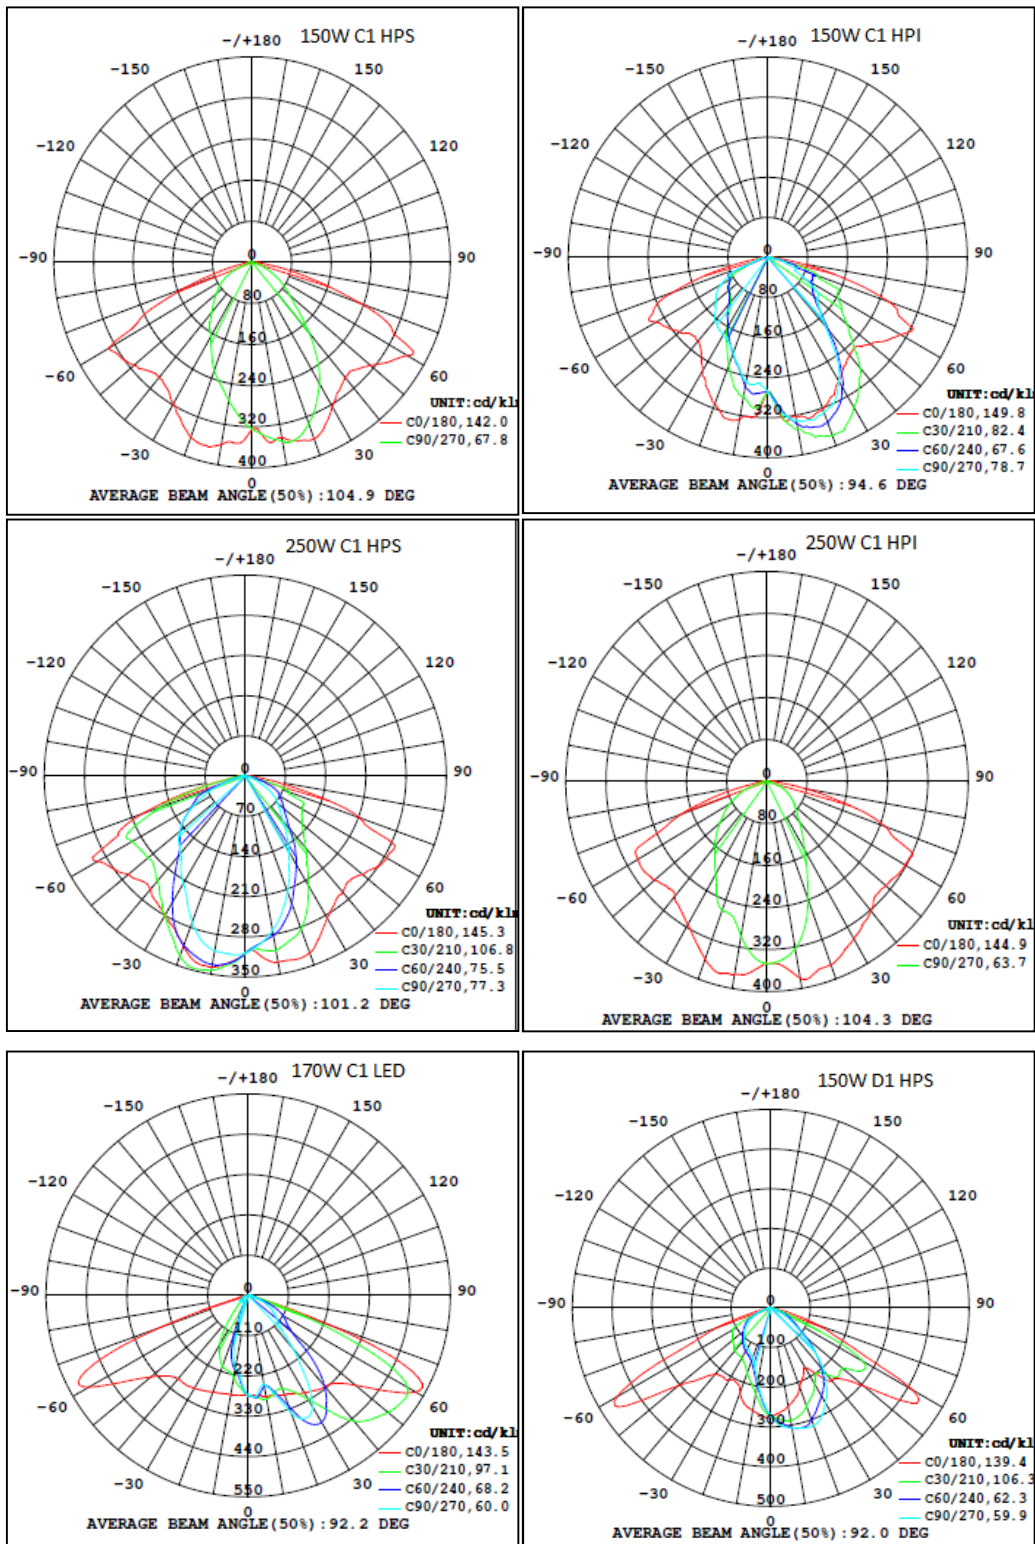 150W C1 HPS
-/+180
-150
150
-120
120
-90
0
90
80
160
-60
60
240
UNIT:cd/kl
320
C0/180,142.0
-30
30
C90/270,67.8
400
0
AVERAGE BEAM ANGLE(50%):104.9 DEG
150W C1 HPI
-/+180
-150
150
-120
120
-90
0
90
80
160
-60
60
240
UNIT:cd/kl
320
C0/180,149.8
C30/210,82.4
-30
30
400
C60/240,67.6
0
C90/270,78.7
AVERAGE BEAM ANGLE(50%):94.6 DEG
250W C1 HPS
-/+180
-150
150
-120
120
-90
0
90
70
140
-60
60
210
UNIT:cd/kl
280
C0/180,145.3
C30/210,106.8
-30
30
350
C60/240,75.5
0
C90/270,77.3
AVERAGE BEAM ANGLE(50%):101.2 DEG
250W C1 HPI
-/+180
-150
150
-120
120
-90
0
90
80
160
-60
60
240
UNIT:cd/kl
320
C0/180,144.9
-30
30
C90/270,63.7
400
0
AVERAGE BEAM ANGLE(50%):104.3 DEG
170W C1 LED
-/+180
-150
150
-120
120
-90
0
90
110
220
-60
60
330
UNIT:cd/kl
440
C0/180,143.5
C30/210,97.1
-30
30
550
C60/240,68.2
0
C90/270,60.0
AVERAGE BEAM ANGLE(50%):92.2 DEG
150W D1 HPS
-/+180
-150
150
-120
120
-90
0
90
100
200
-60
60
300
UNIT:cd/kl
400
C0/180,139.4
C30/210,106.3
-30
30
500
C60/240,62.3
0
C90/270,59.9
AVERAGE BEAM ANGLE(50%):92.0 DEG